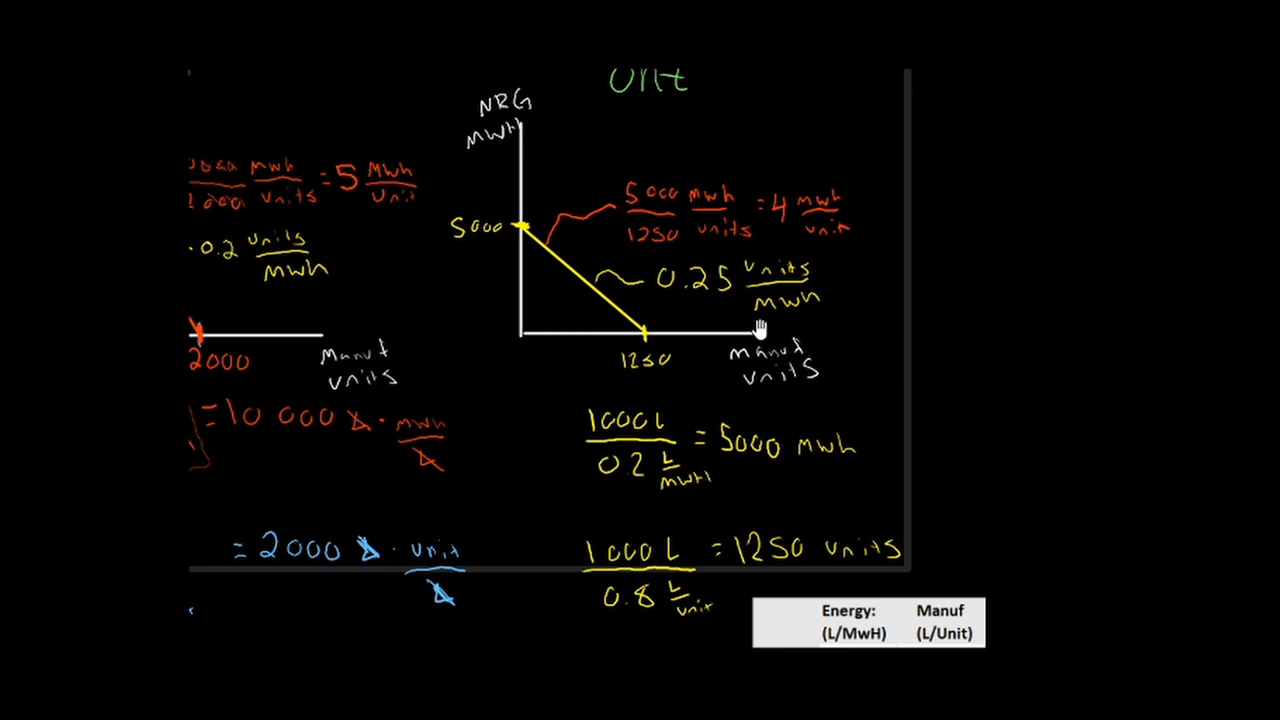 unit
NRG
MWH
Mwh = 5 Mwh
units Unit
0.2 units
Mwh
5000
5000 Mwh = 4 Mwh
1250 units unit
0.25 units
Mwh
2000
Manuf
units
1250
Manuf
units
= 10 000 L · Mwh
L
1000 L = 5000 Mwh
0.2 L
MWH
= 2000 L · unit
L
1000 L = 1250 units
0.8 L
unit
Energy: Manuf
(L/MwH) (L/Unit)